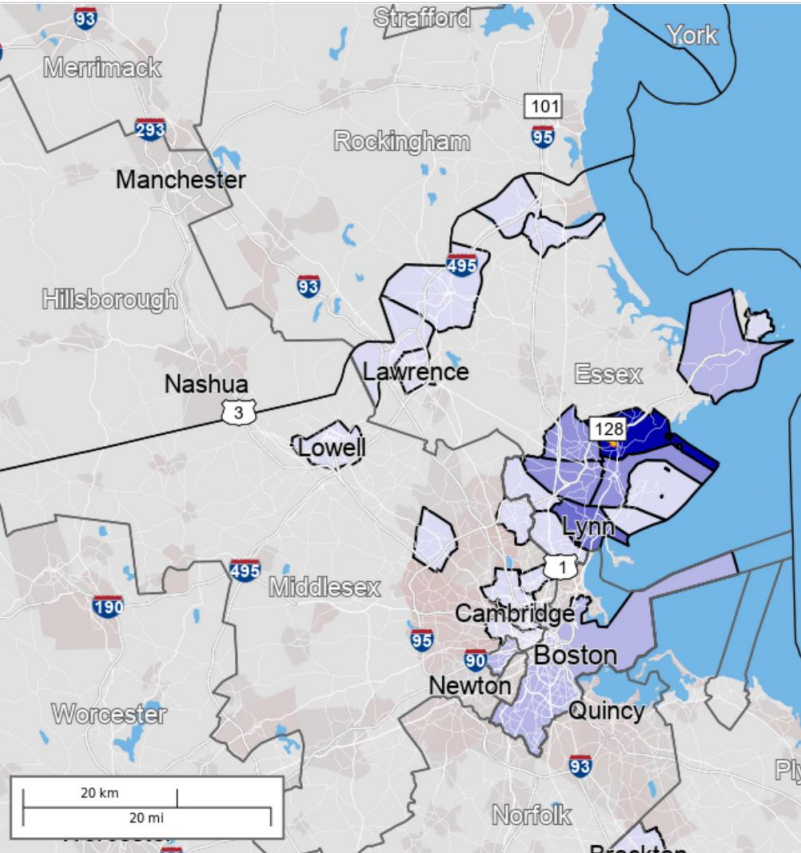 93
Strafford
York
Merrimack
101
293
95
Rockingham
Manchester
495
93
Hillsborough
Lawrence
Essex
Nashua
3
128
Lowell
Lynn
1
495
Middlesex
190
Cambridge
95
90
Boston
Newton
Worcester
Quincy
93
20 km
20 mi
Norfolk
Brockton